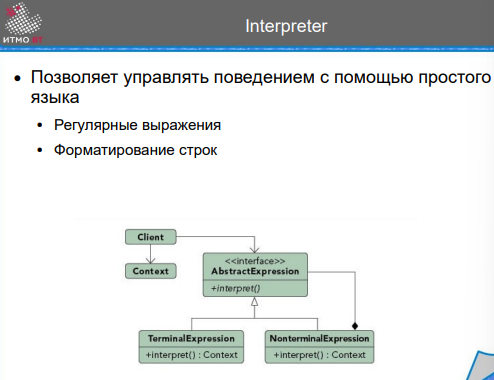 Interpreter
ИТМО ВТ
Позволяет управлять поведением с помощью простого
языка
Регулярные выражения
Форматирование строк
Client
Context
<<interface>>
AbstractExpression
+interpret()
TerminalExpression
+interpret() : Context
NonterminalExpression
+interpret() : Context